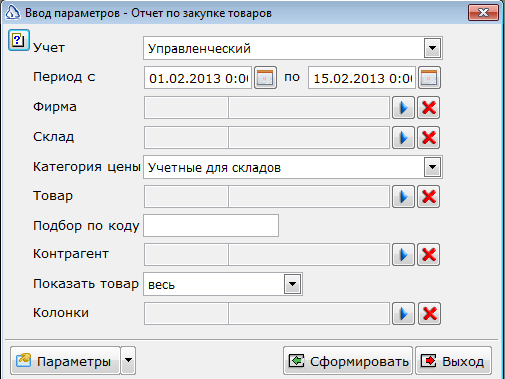 Ввод параметров - Отчет по закупке товаров
?
Учет Управленческий
Период с 01.02.2013 0:0 по 15.02.2013 0:0
Фирма
Склад
Категория цены Учетные для складов
Товар
Подбор по коду
Контрагент
Показать товар весь
Колонки
Параметры Сформировать Выход